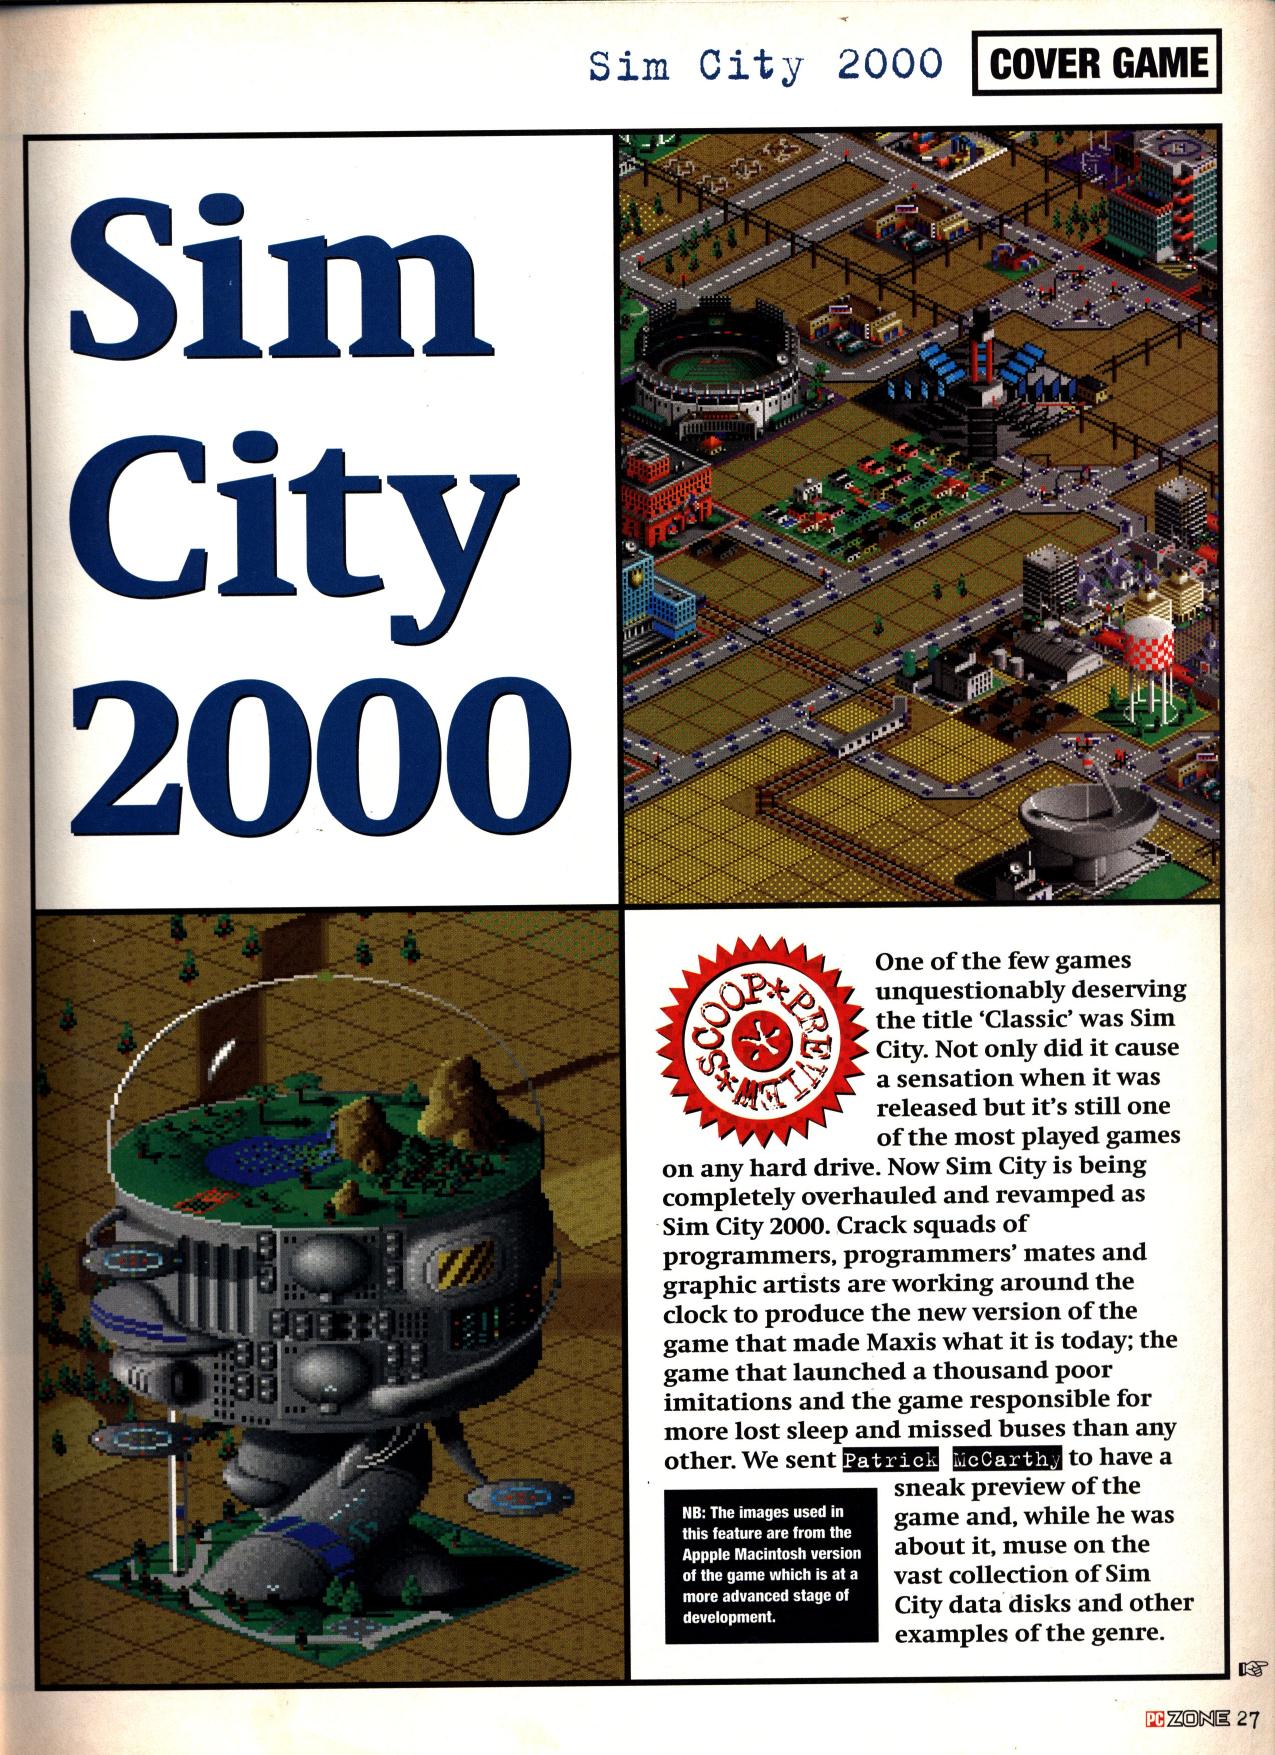 Sim City 2000 COVER GAME
Sim
City
2000
SCOOP*PREVIEW*
One of the few games
unquestionably deserving
the title ‘Classic’ was Sim
City. Not only did it cause
a sensation when it was
released but it’s still one
of the most played games
on any hard drive. Now Sim City is being
completely overhauled and revamped as
Sim City 2000. Crack squads of
programmers, programmers’ mates and
graphic artists are working around the
clock to produce the new version of the
game that made Maxis what it is today; the
game that launched a thousand poor
imitations and the game responsible for
more lost sleep and missed buses than any
other. We sent Patrick McCarthy to have a
sneak preview of the
game and, while he was
about it, muse on the
vast collection of Sim
City data disks and other
examples of the genre.
NB: The images used in
this feature are from the
Appple Macintosh version
of the game which is at a
more advanced stage of
development.
PC ZONE 27